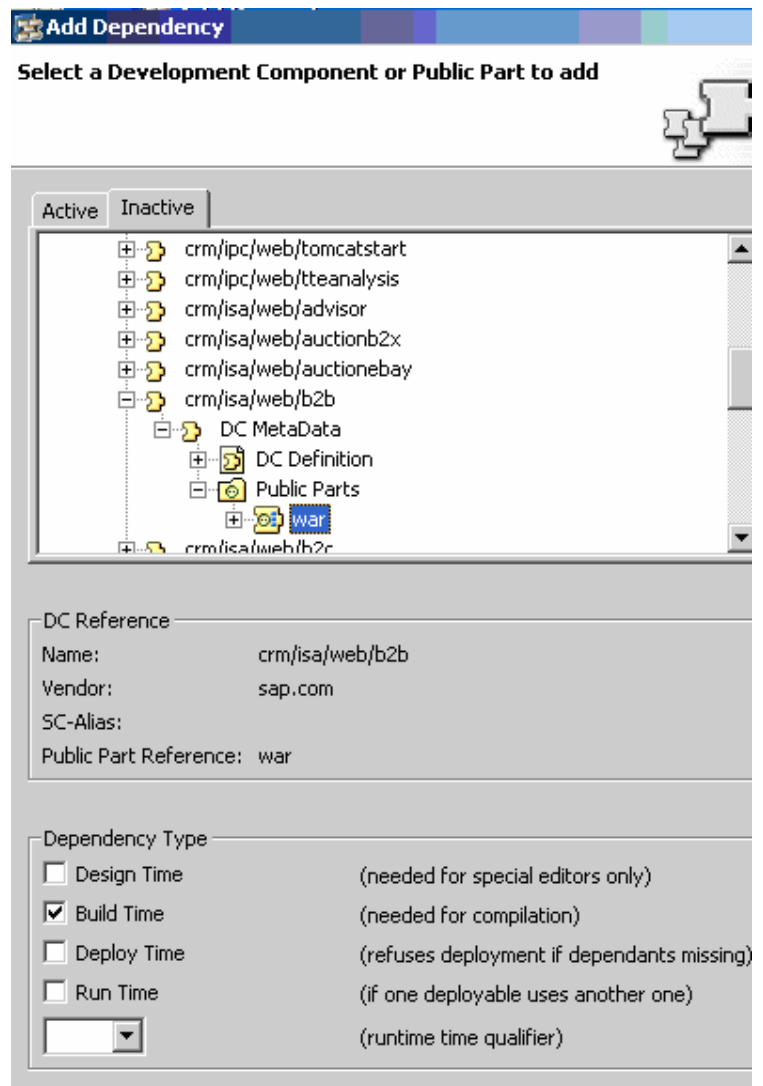 Add Dependency
Select a Development Component or Public Part to add
Active Inactive
crm/ipc/web/tomcatstart
crm/ipc/web/tteanalysis
crm/isa/web/advisor
crm/isa/web/auctionb2x
crm/isa/web/auctionebay
crm/isa/web/b2b
DC MetaData
DC Definition
Public Parts
war
crm/isa/web/b2c
DC Reference
Name: crm/isa/web/b2b
Vendor: sap.com
SC-Alias:
Public Part Reference: war
Dependency Type
Design Time (needed for special editors only)
Build Time (needed for compilation)
Deploy Time (refuses deployment if dependants missing)
Run Time (if one deployable uses another one)
(runtime time qualifier)